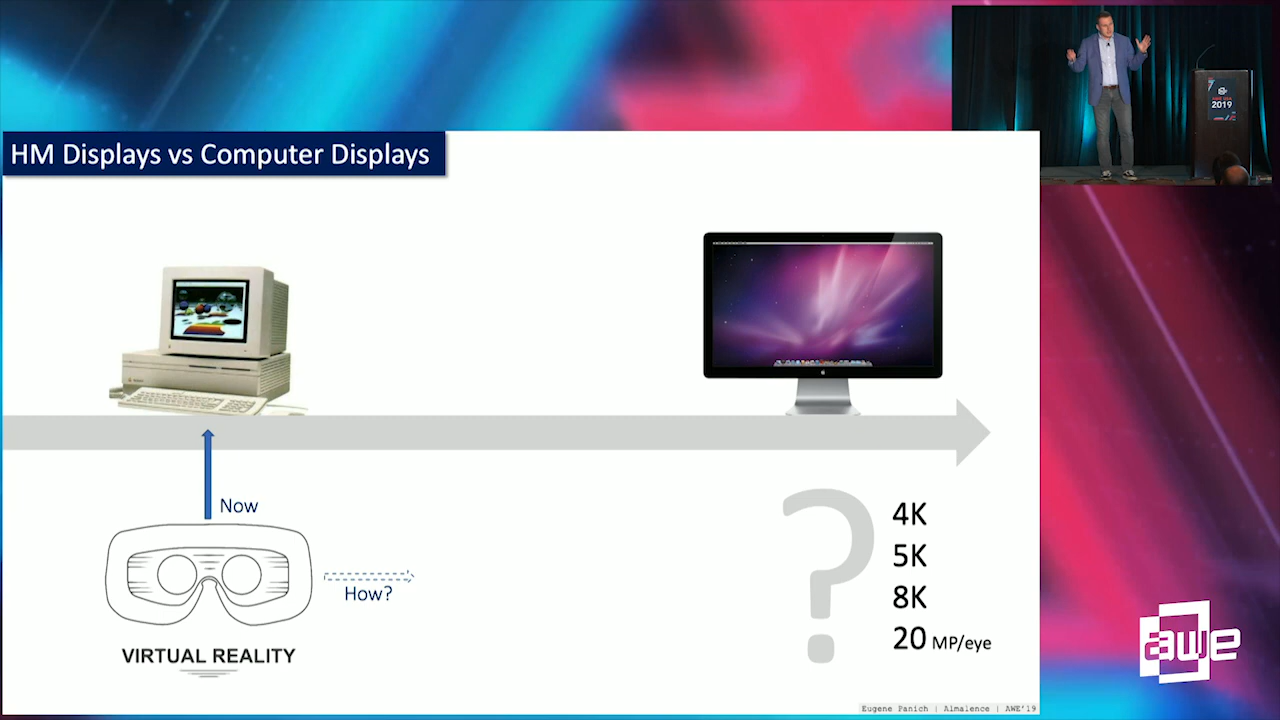 HM Displays vs Computer Displays
2019
Now
How?
VIRTUAL REALITY
?
4K
5K
8K
20 MP/eye
Eugene Panich | Almalence | AWE'19
awe